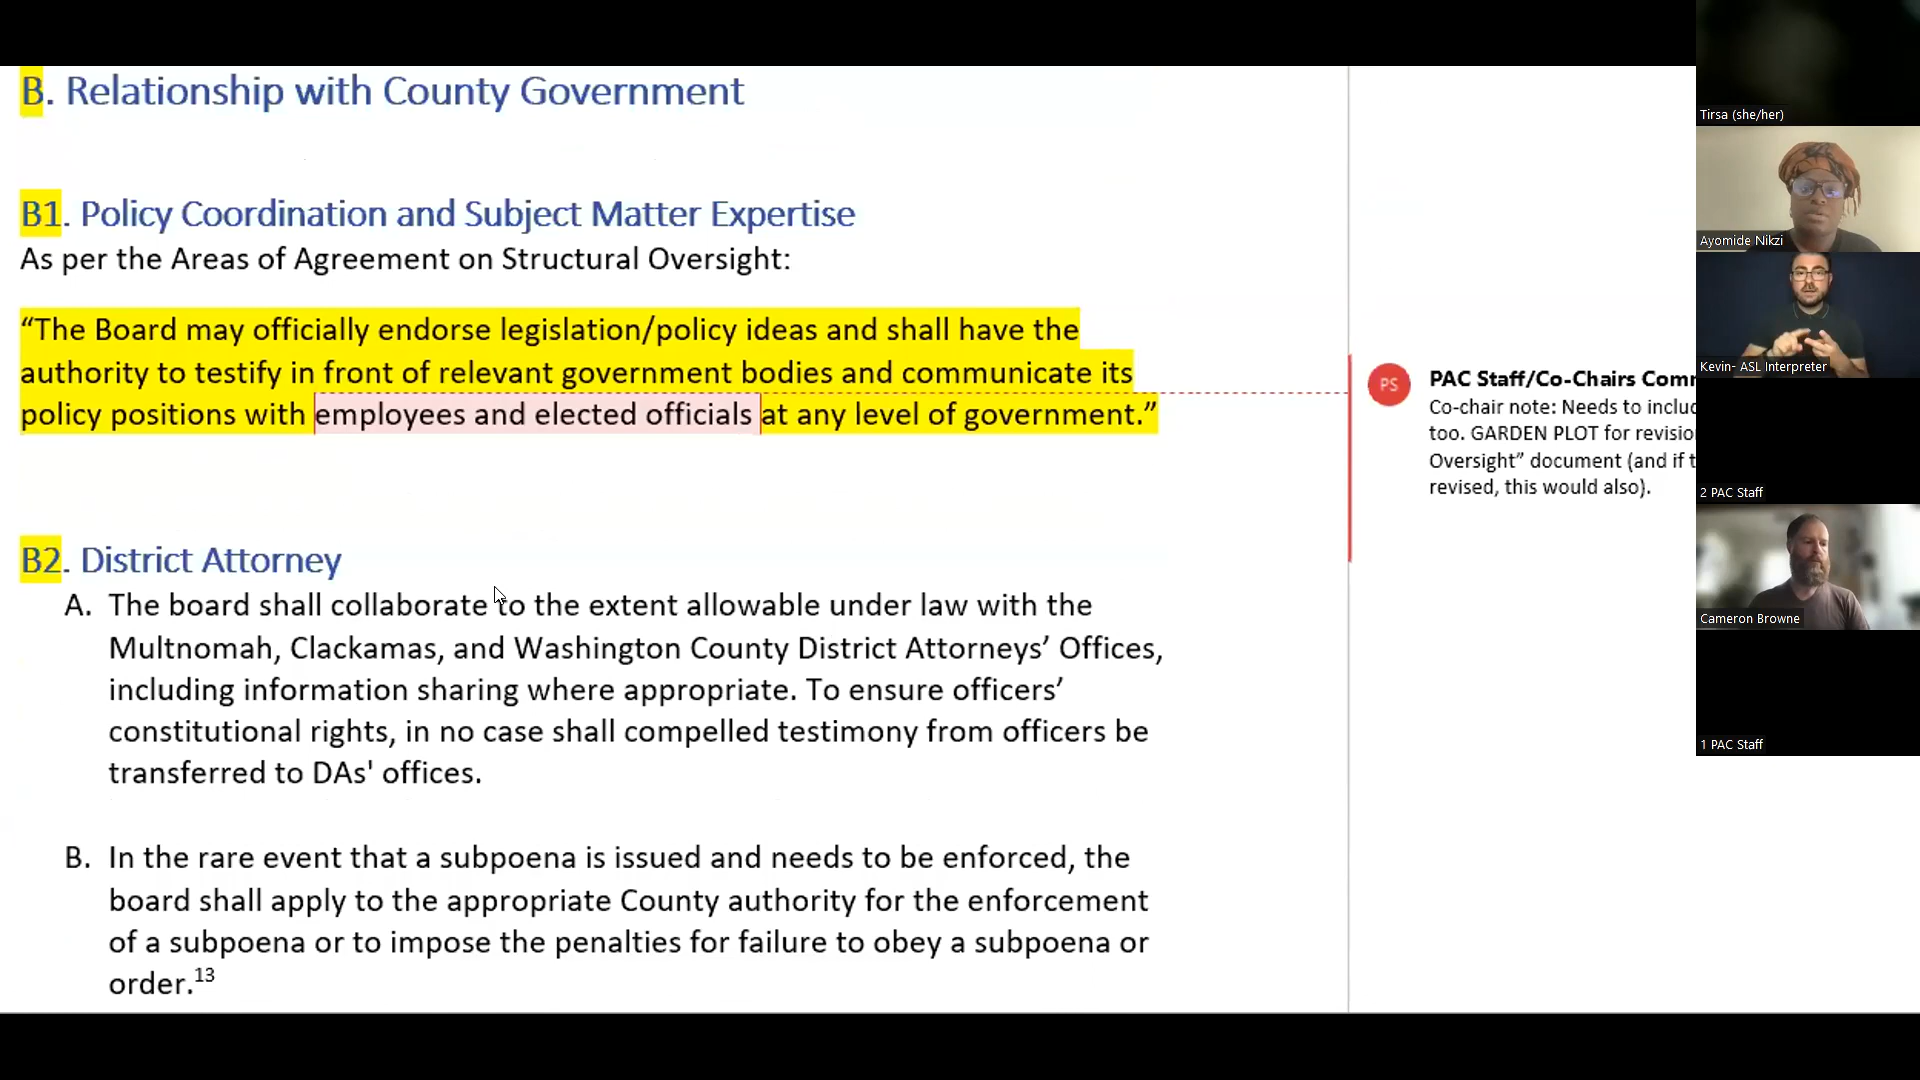 B. Relationship with County Government
B1. Policy Coordination and Subject Matter Expertise
As per the Areas of Agreement on Structural Oversight:
“The Board may officially endorse legislation/policy ideas and shall have the
authority to testify in front of relevant government bodies and communicate its
policy positions with employees and elected officials at any level of government.”
B2. District Attorney
A. The board shall collaborate to the extent allowable under law with the
Multnomah, Clackamas, and Washington County District Attorneys’ Offices,
including information sharing where appropriate. To ensure officers’
constitutional rights, in no case shall compelled testimony from officers be
transferred to DAs' offices.
B. In the rare event that a subpoena is issued and needs to be enforced, the
board shall apply to the appropriate County authority for the enforcement
of a subpoena or to impose the penalties for failure to obey a subpoena or
order.13
PS
PAC Staff/Co-Chairs
Co-chair note: Needs to
too. GARDEN PLOT for
Oversight” document (and if
revised, this would also).
Tirsa (she/her)
Ayomide Nikzi
Kevin- ASL Interpreter
2 PAC Staff
Cameron Browne
1 PAC Staff